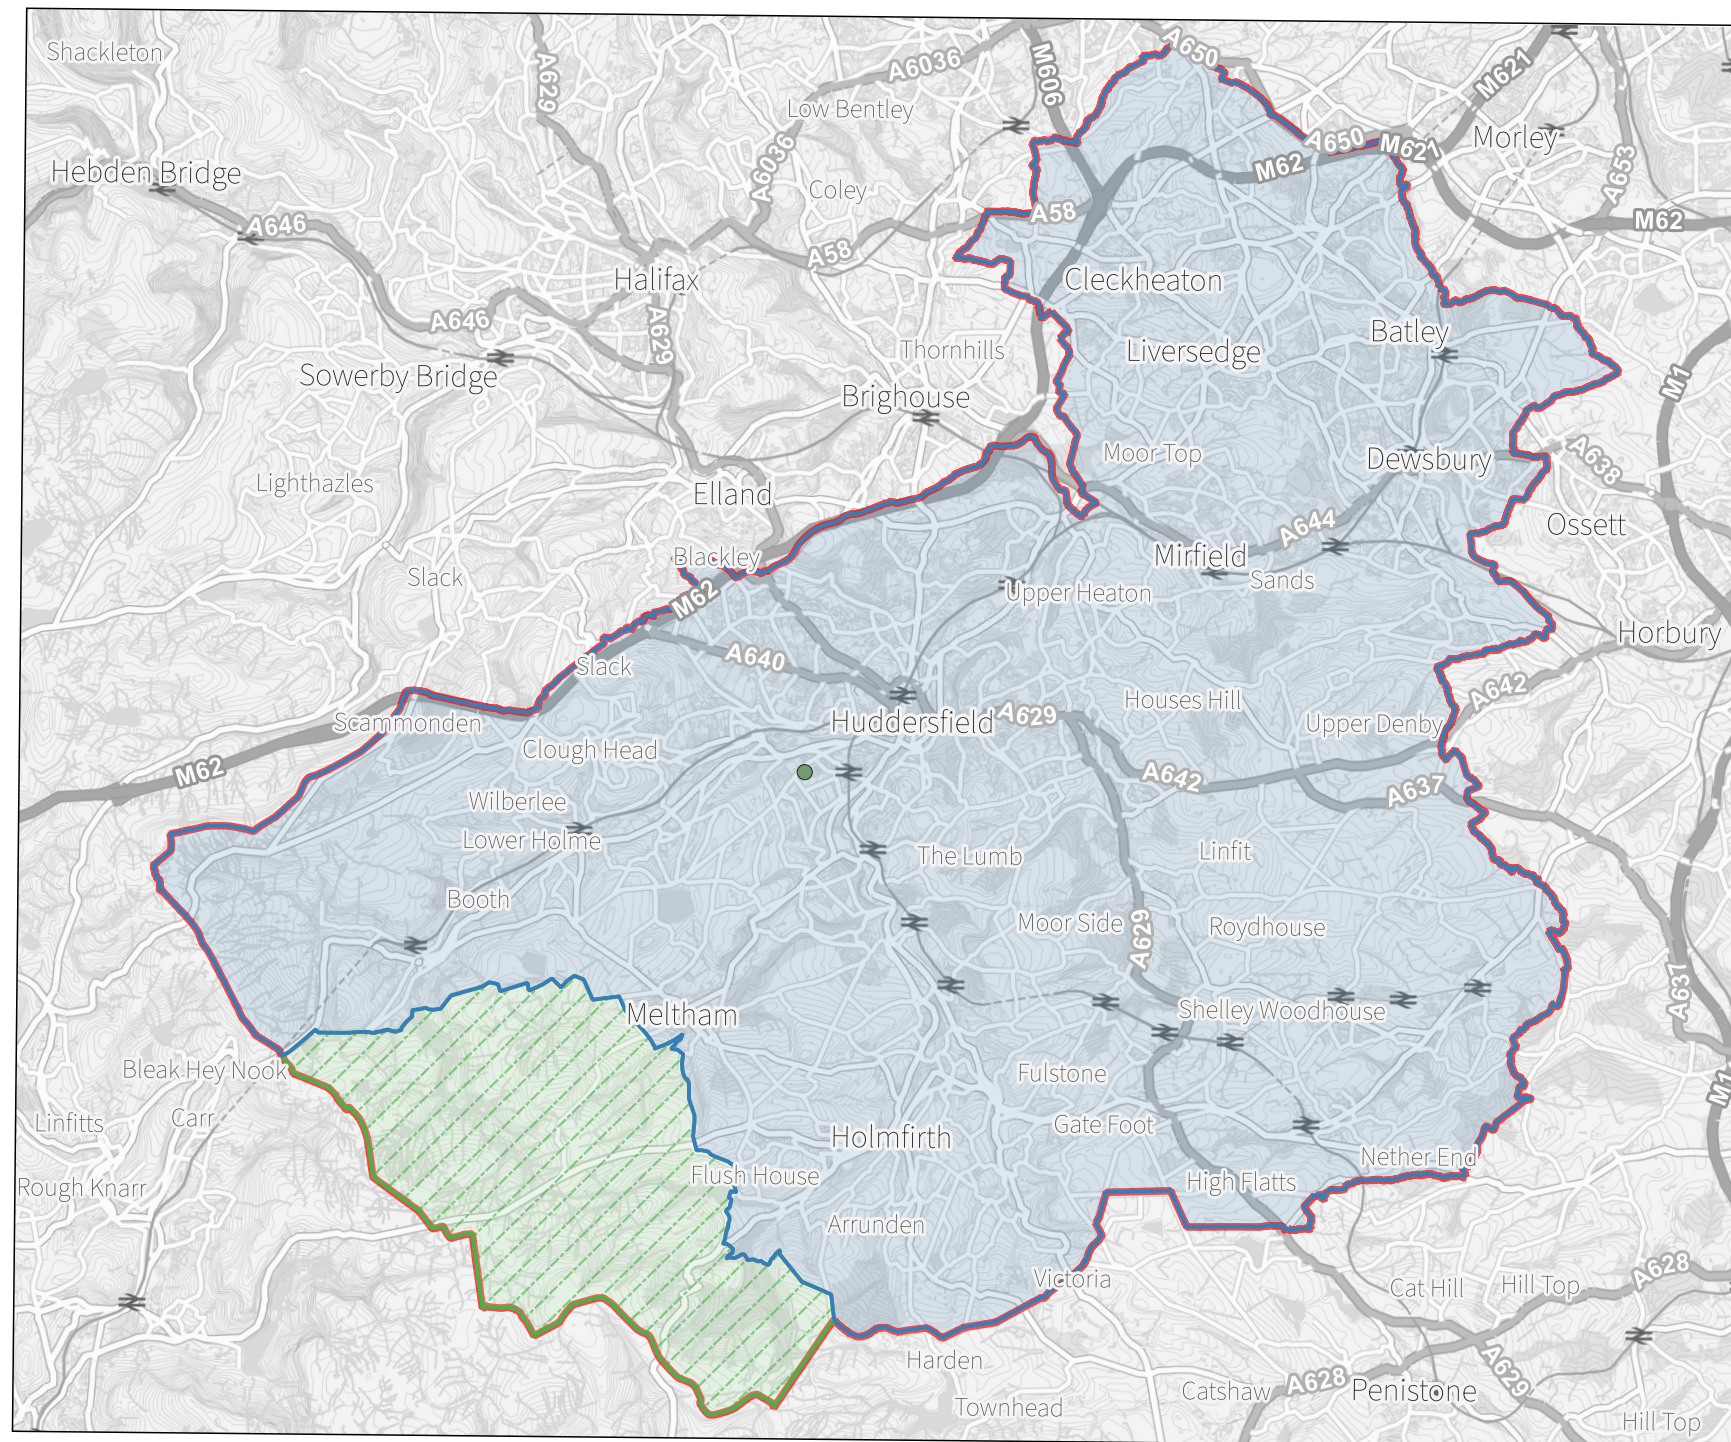 Shackleton
A650
A6036
M606
M621
A629
Low Bentley
Morley
A650
M621
A6036
M62
A653
Hebden Bridge
Coley
A58
M62
A646
A58
Halifax
Cleckheaton
A646
A629
Batley
Thornhills
Liversedge
Sowerby Bridge
M1
Brighouse
Moor Top
Dewsbury
A638
Lighthazles
Elland
A644
Ossett
Blackley
Mirfield
Slack
Sands
M62
Upper Heaton
Horbury
A640
Slack
A642
Houses Hill
Scammonden
Huddersfield
A629
Upper Denby
Clough Head
M62
A642
A637
Wilberlee
Lower Holme
The Lumb
Linfit
Booth
Moor Side
A629
Roydhouse
A637
Meltham
Shelley Woodhouse
Bleak Hey Nook
Fulstone
M1
Linfitts
Carr
Gate Foot
Holmfirth
Nether End
Rough Knarr
Flush House
High Flatts
Arrunden
Victoria
Cat Hill
Hill Top
A628
Harden
A628
Catshaw
Penistone
A629
Townhead
Hill Top